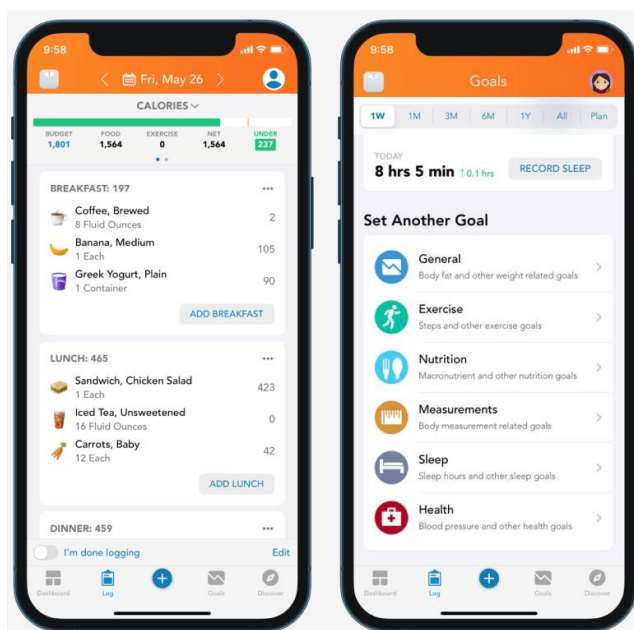 9:58
Fri, May 26
CALORIES
BUDGET FOOD EXERCISE NET UNDER
1,801 1,564 0 1,564 237
BREAKFAST: 197
Coffee, Brewed
8 Fluid Ounces
2
Banana, Medium
1 Each
105
Greek Yogurt, Plain
1 Container
90
ADD BREAKFAST
LUNCH: 465
Sandwich, Chicken Salad
1 Each
423
Iced Tea, Unsweetened
16 Fluid Ounces
0
Carrots, Baby
12 Each
42
ADD LUNCH
DINNER: 459
I'm done logging Edit
Dashboard Log Goals Discover
9:58
Goals
1W 1M 3M 6M 1Y All Plan
TODAY
8 hrs 5 min ↑ 0.1 hrs
RECORD SLEEP
Set Another Goal
General
Body fat and other weight related goals
Exercise
Steps and other exercise goals
Nutrition
Macronutrient and other nutrition goals
Measurements
Body measurement related goals
Sleep
Sleep hours and other sleep goals
Health
Blood pressure and other health goals
Dashboard Log Goals Discover